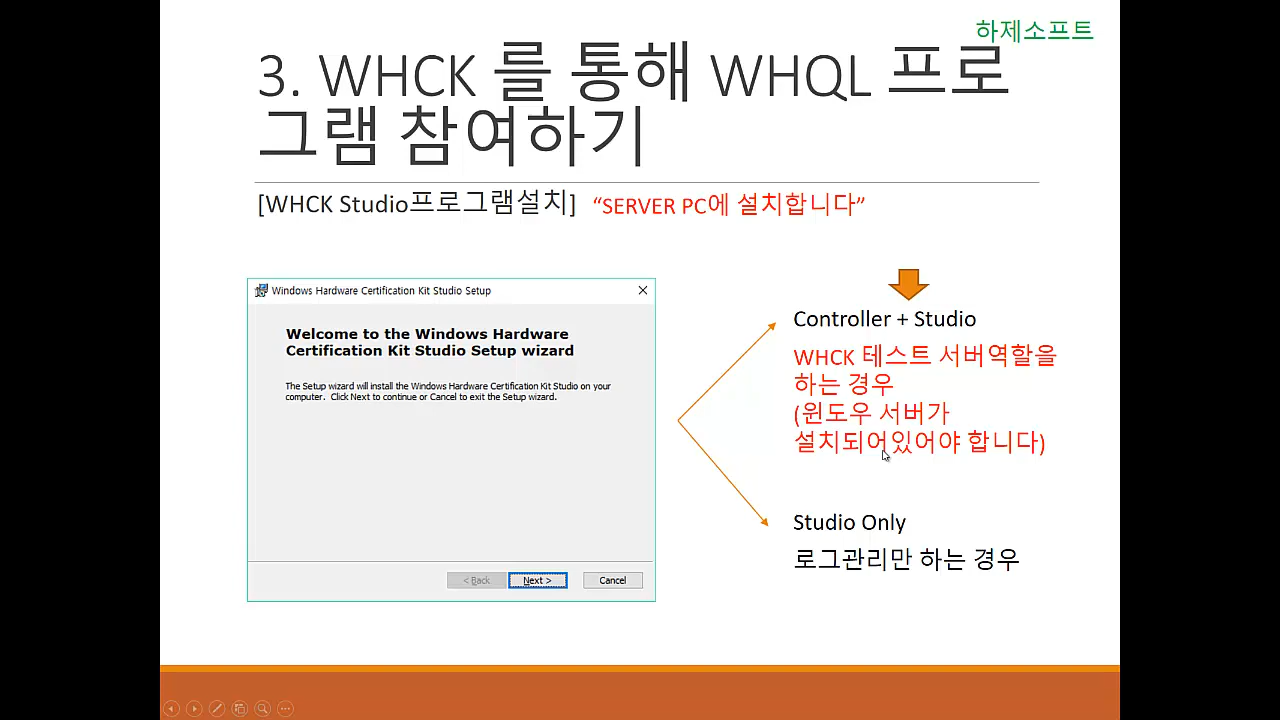 하제소프트
3. WHCK 를 통해 WHQL 프로
그램 참여하기
[WHCK Studio프로그램설치] “SERVER PC에 설치합니다”
Windows Hardware Certification Kit Studio Setup
Welcome to the Windows Hardware
Certification Kit Studio Setup wizard
The Setup wizard will install the Windows Hardware Certification Kit Studio on your
computer. Click Next to continue or Cancel to exit the Setup wizard.
< Back
Next >
Cancel
Controller + Studio
WHCK 테스트 서버역할을
하는 경우
(윈도우 서버가
설치되어있어야 합니다)
Studio Only
로그관리만 하는 경우